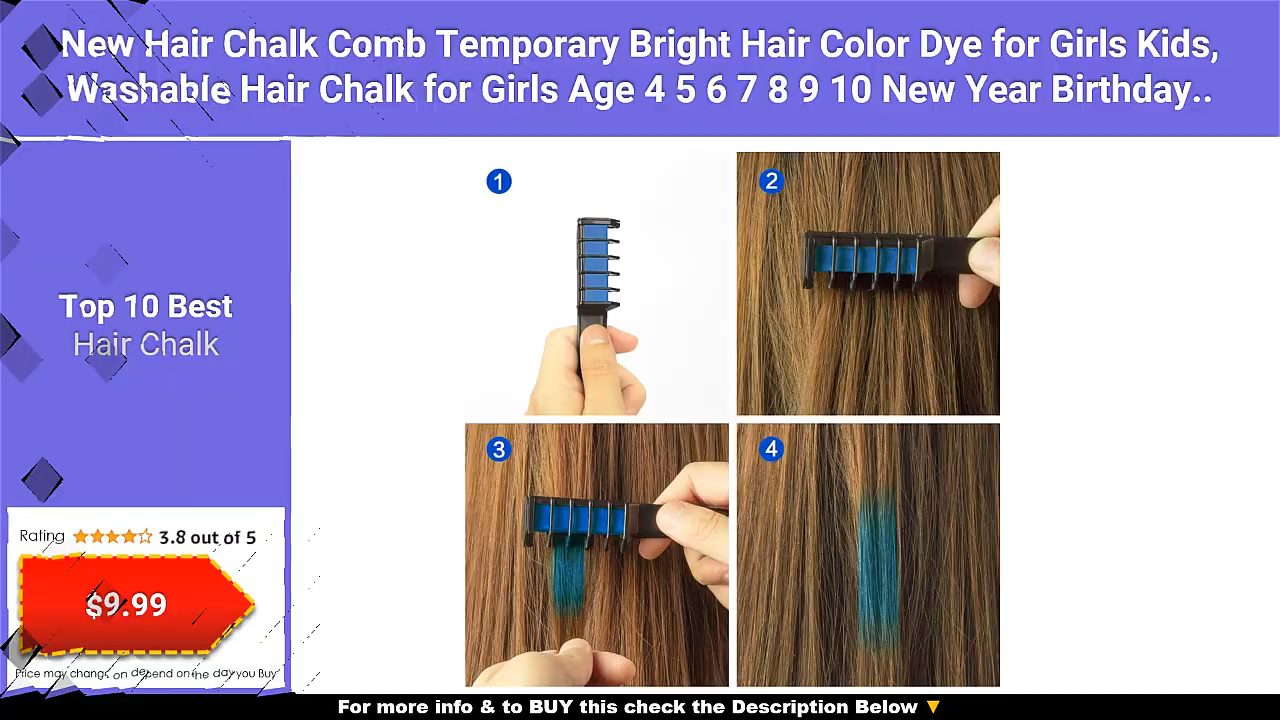 New Hair Chalk Comb Temporary Bright Hair Color Dye for Girls Kids,
Washable Hair Chalk for Girls Age 4 5 6 7 8 9 10 New Year Birthday..
Top 10 Best
Hair Chalk
Rating 3.8 out of 5
$9.99
Price may change on depend on the day you Buy
1
2
3
4
For more info & to BUY this check the Description Below